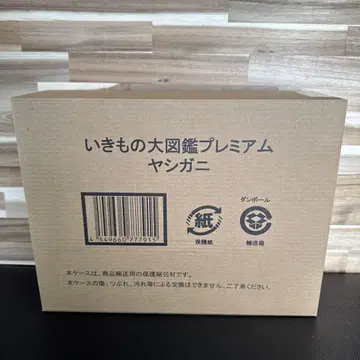 いきもの大図鑑プレミアム
ヤシガニ
4 549660 777915
紙
保護紙
ダンボール
輸送箱
本ケースは、商品輸送用の保護梱包材です。
本ケースの傷、つぶれ、汚れ等による交換はできません。ご了承ください。